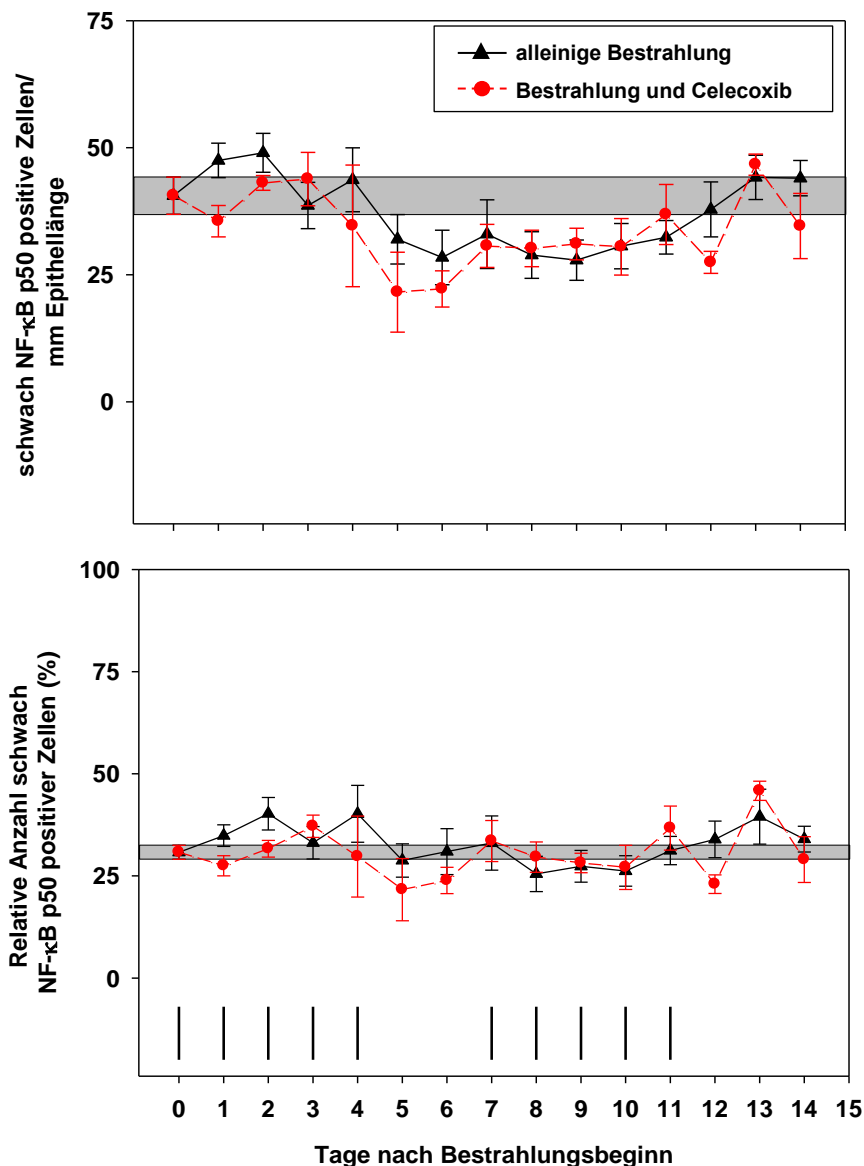 75
50
25
0
schwach NF-κB p50 positive Zellen/
mm Epithellänge
alleinige Bestrahlung
Bestrahlung und Celecoxib
100
75
50
25
0
Relative Anzahl schwach
NF-κB p50 positiver Zellen (%)
0 1 2 3 4 5 6 7 8 9 10 11 12 13 14 15
Tage nach Bestrahlungsbeginn